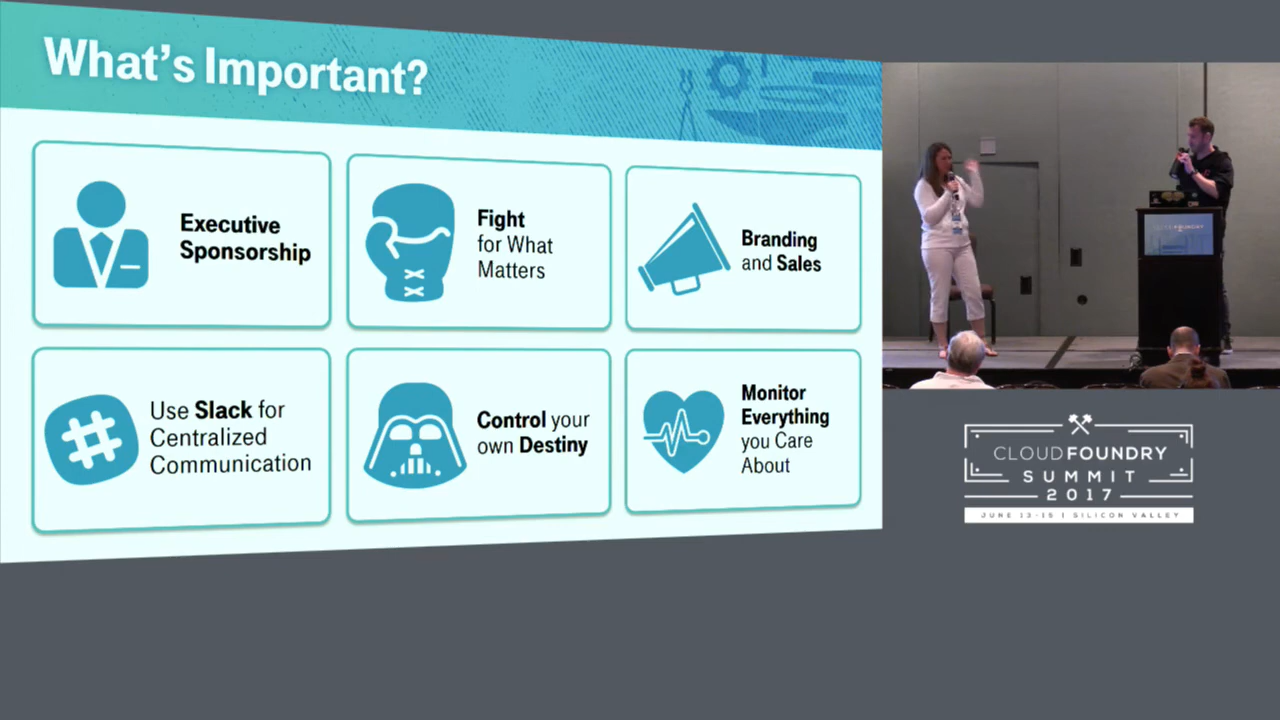 What's Important?
Executive
Sponsorship
Fight
for What
Matters
Branding
and Sales
Use Slack for
Centralized
Communication
Control your
own Destiny
Monitor
Everything
you Care
About
CLOUD FOUNDRY
SUMMIT
2017
JUNE 13-15 | SILICON VALLEY